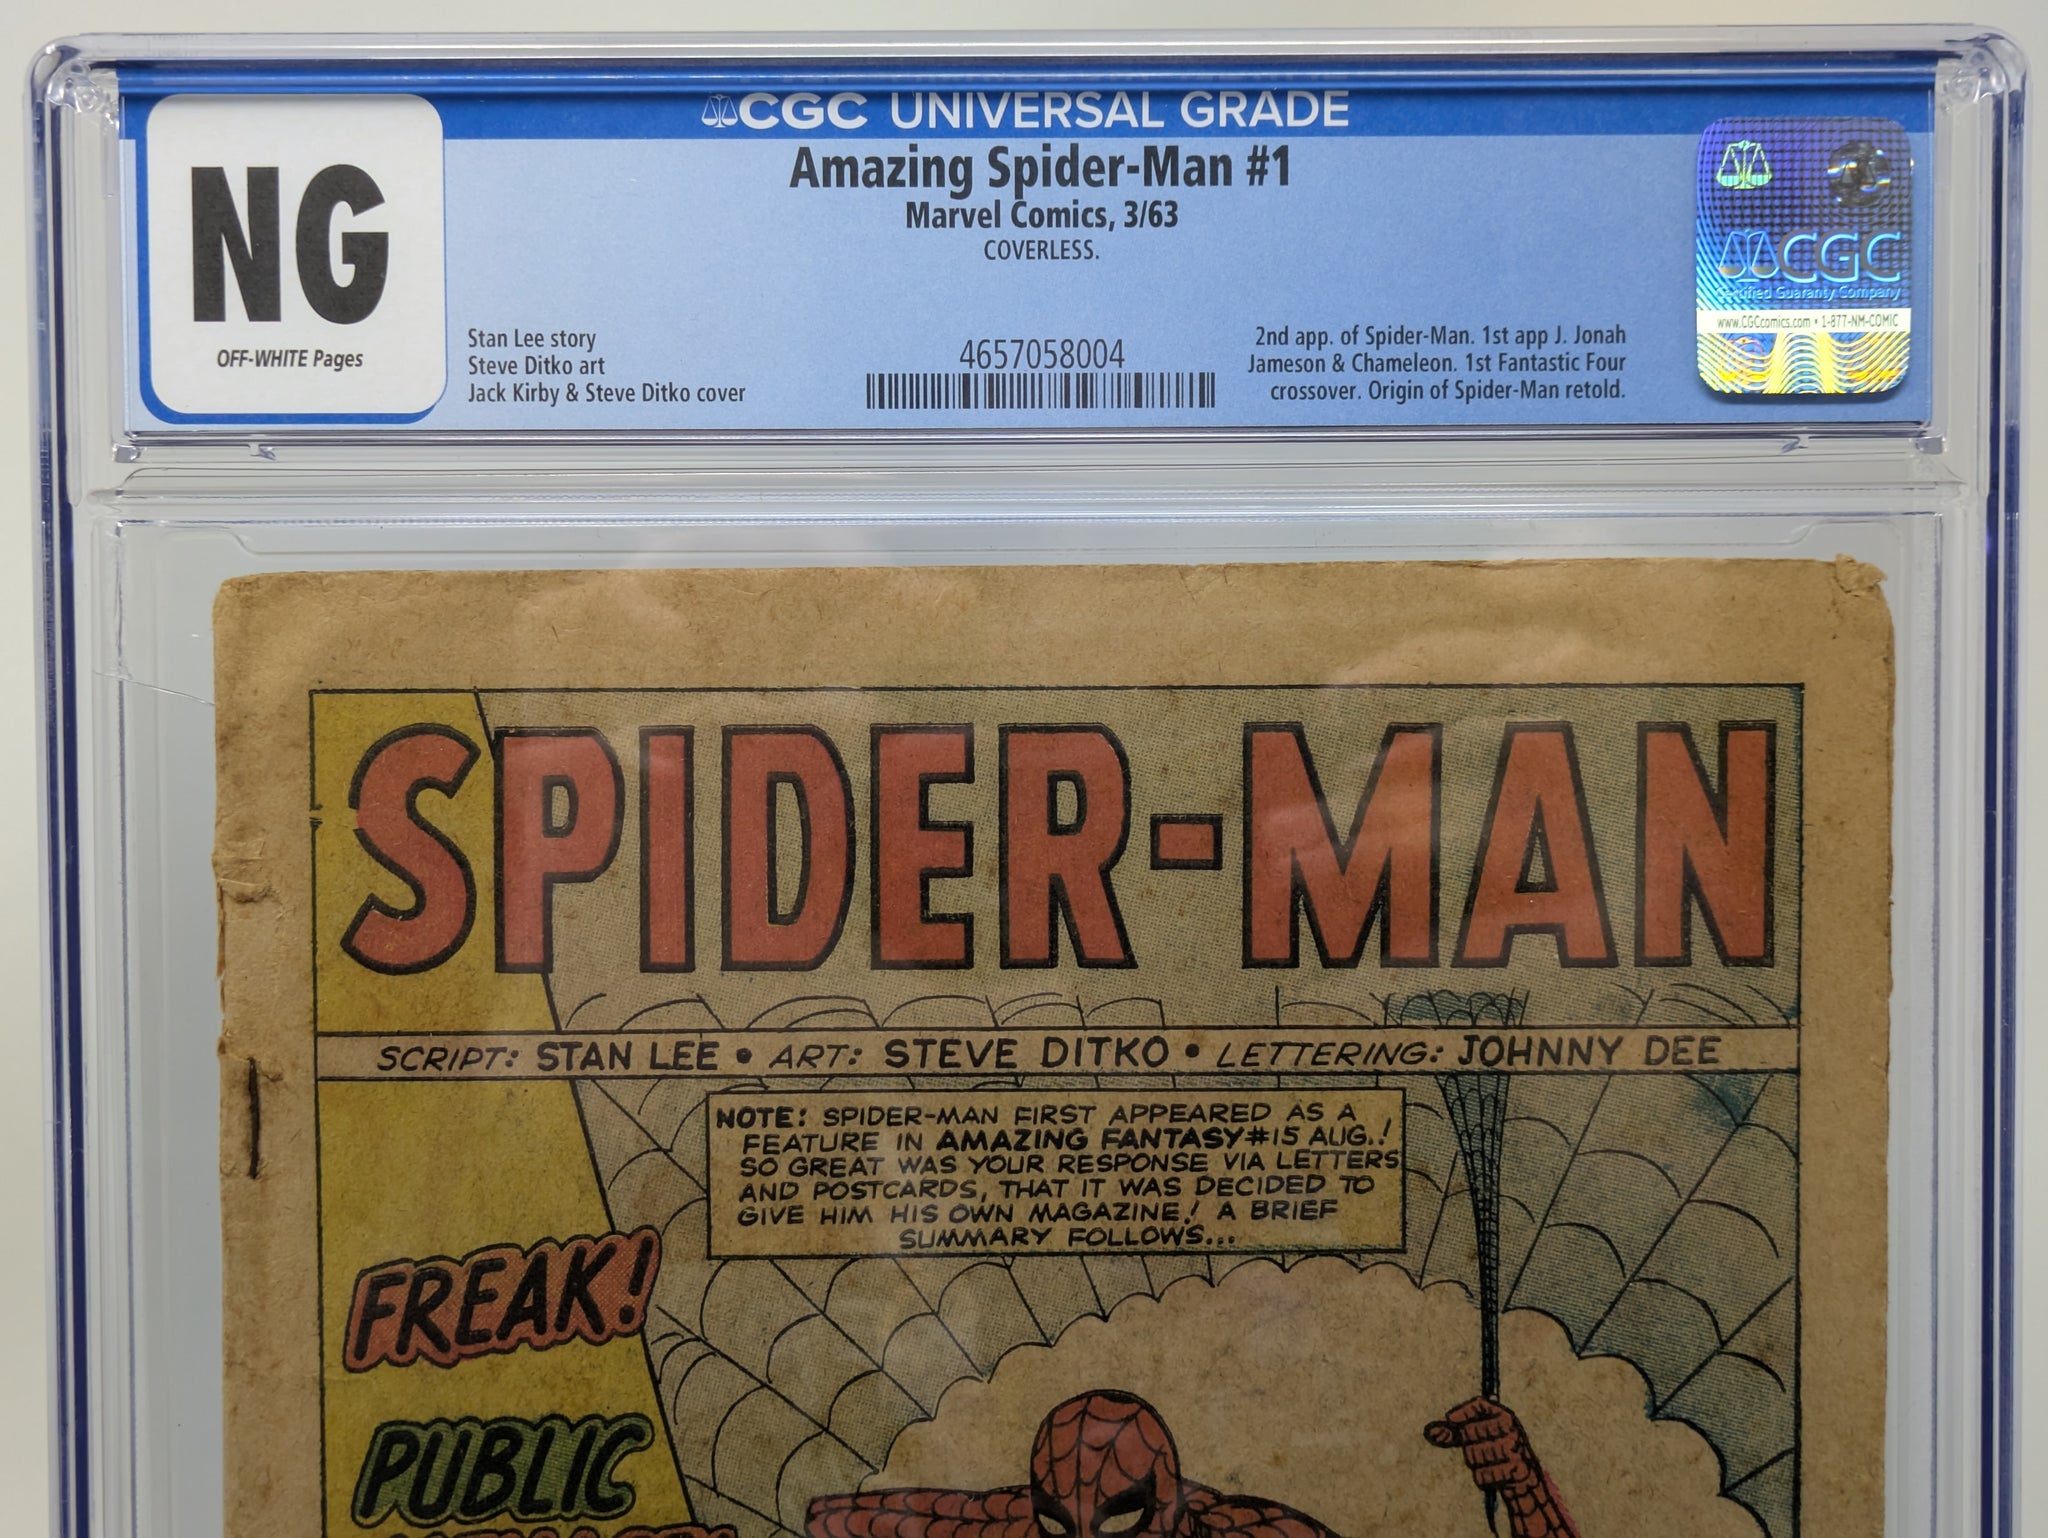 CGC UNIVERSAL GRADE
Amazing Spider-Man #1
Marvel Comics, 3/63
COVERLESS.
NG
OFF-WHITE Pages
Stan Lee story
Steve Ditko art
Jack Kirby & Steve Ditko cover
4657058004
2nd app. of Spider-Man. 1st app J. Jonah
Jameson & Chameleon. 1st Fantastic Four
crossover. Origin of Spider-Man retold.
CGC
Certified Guaranty Company
www.CGCcomics.com • 1-877-NM-COMIC
SPIDER-MAN
SCRIPT: STAN LEE • ART: STEVE DITKO • LETTERING: JOHNNY DEE
NOTE: SPIDER-MAN FIRST APPEARED AS A
FEATURE IN AMAZING FANTASY #15 AUG.!
SO GREAT WAS YOUR RESPONSE VIA LETTERS
AND POSTCARDS, THAT IT WAS DECIDED TO
GIVE HIM HIS OWN MAGAZINE! A BRIEF
SUMMARY FOLLOWS...
FREAK!
PUBLIC